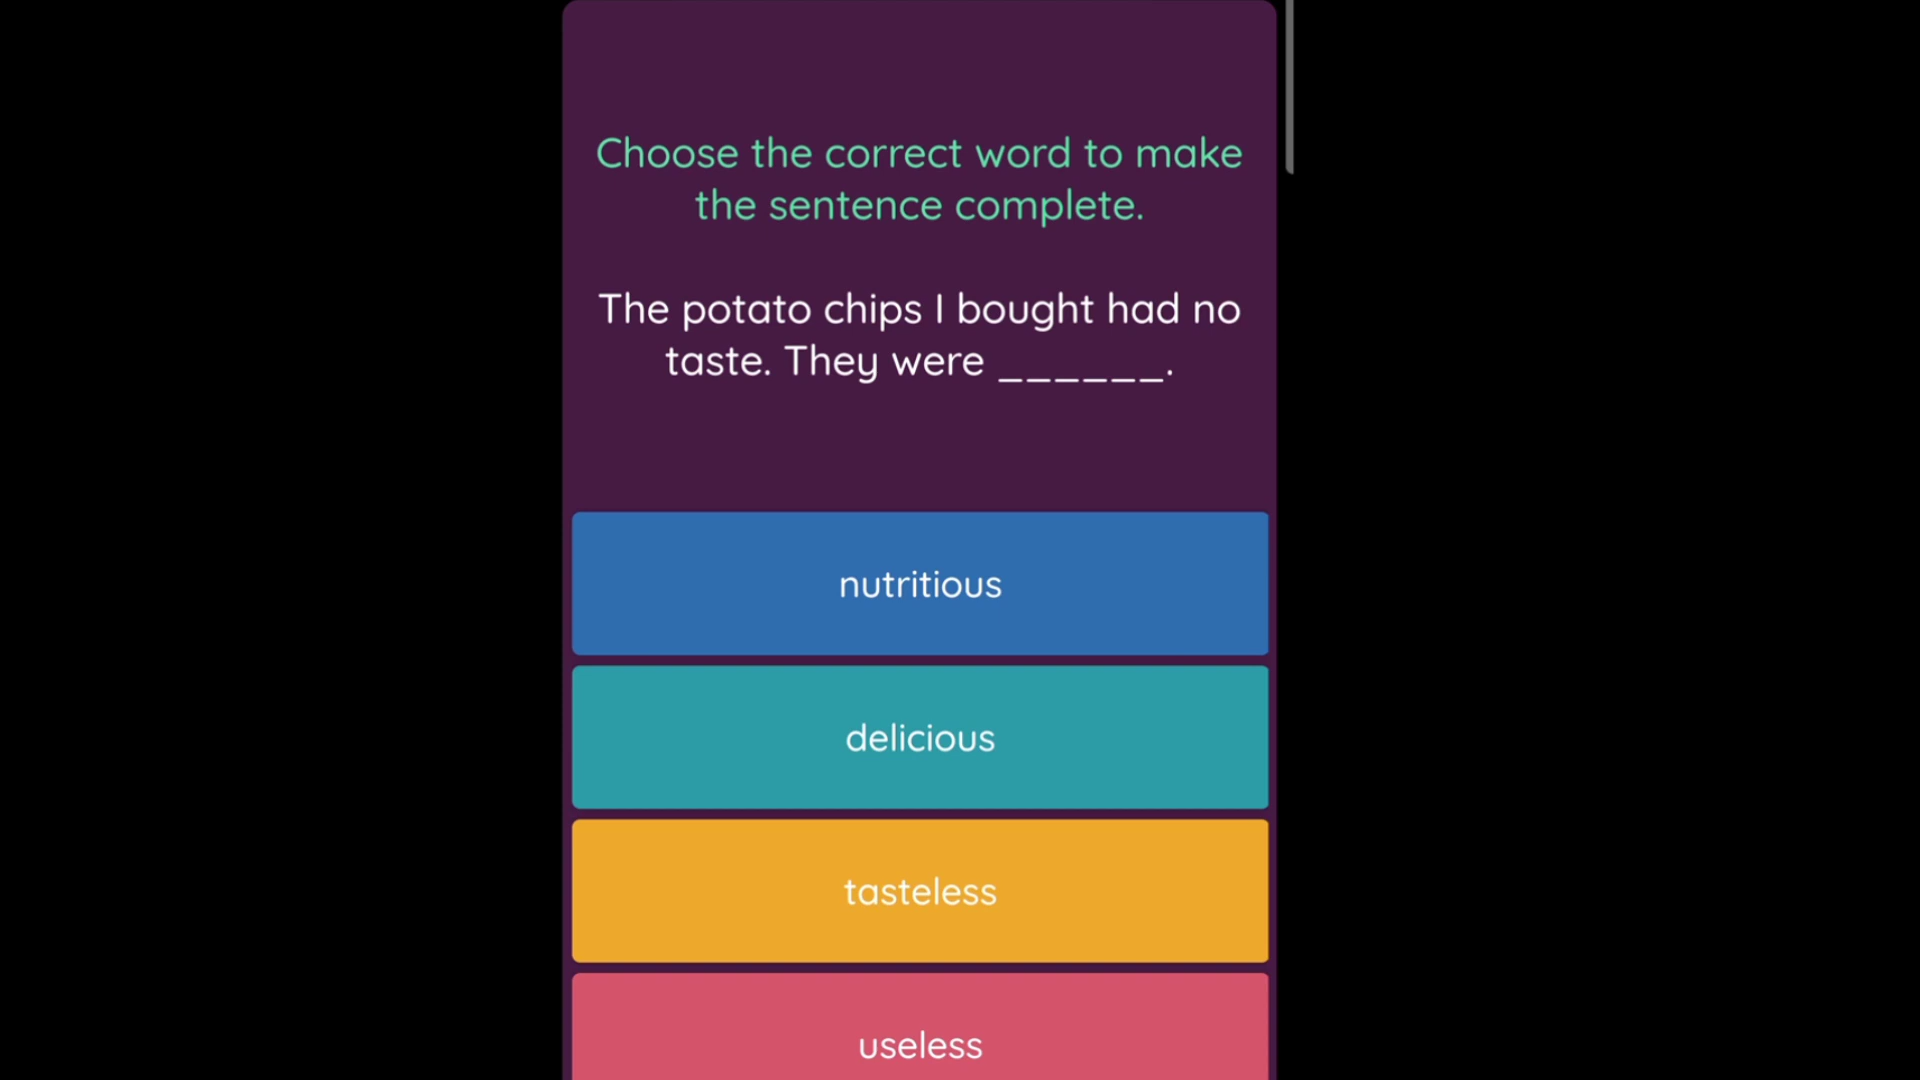 Choose the correct word to make
the sentence complete.
The potato chips I bought had no
taste. They were ______.
nutritious
delicious
tasteless
useless